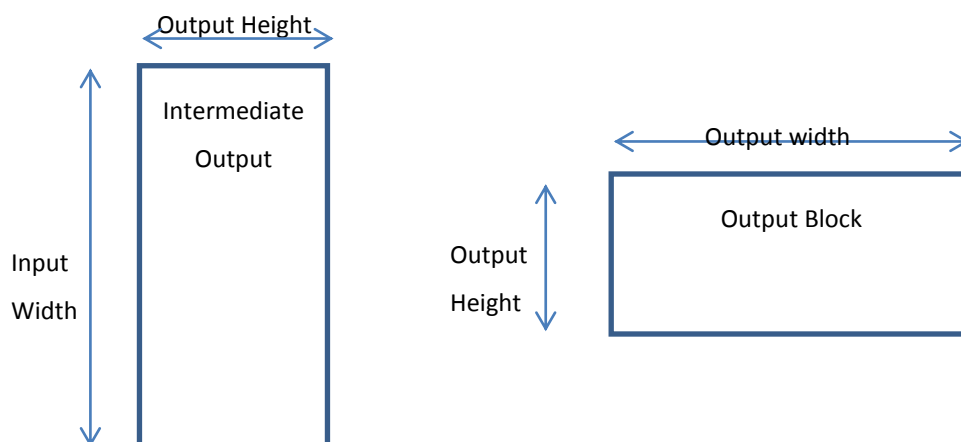 Output Height
Intermediate
Output
Input
Width
Output width
Output Block
Output
Height